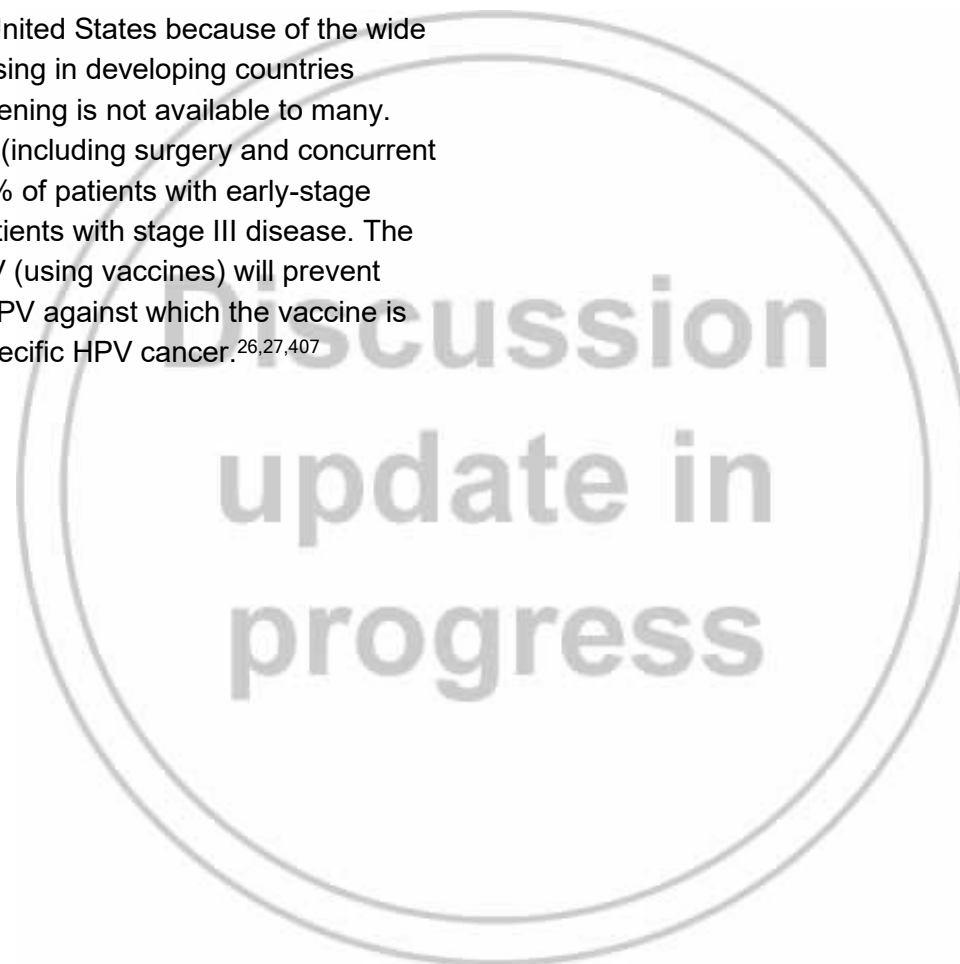 United States because of the wide
sing in developing countries
ening is not available to many.
(including surgery and concurrent
% of patients with early-stage
tients with stage III disease. The
V (using vaccines) will prevent
PV against which the vaccine is
ecific HPV cancer.26,27,407
Discussion
update in
progress